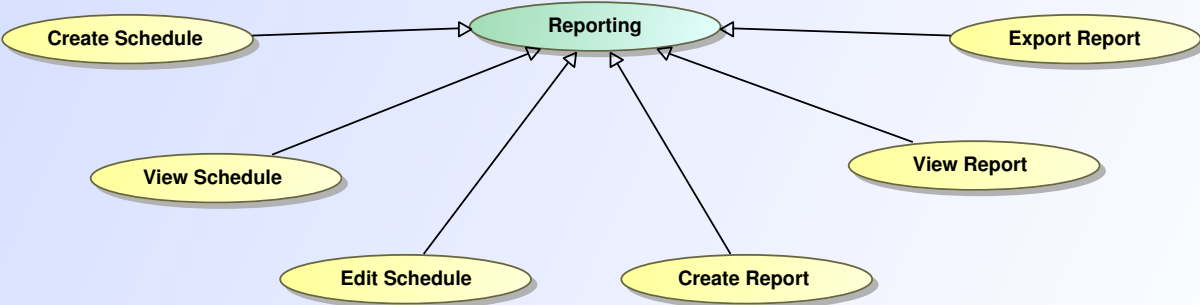 Reporting
Create Schedule
Export Report
View Schedule
View Report
Edit Schedule
Create Report